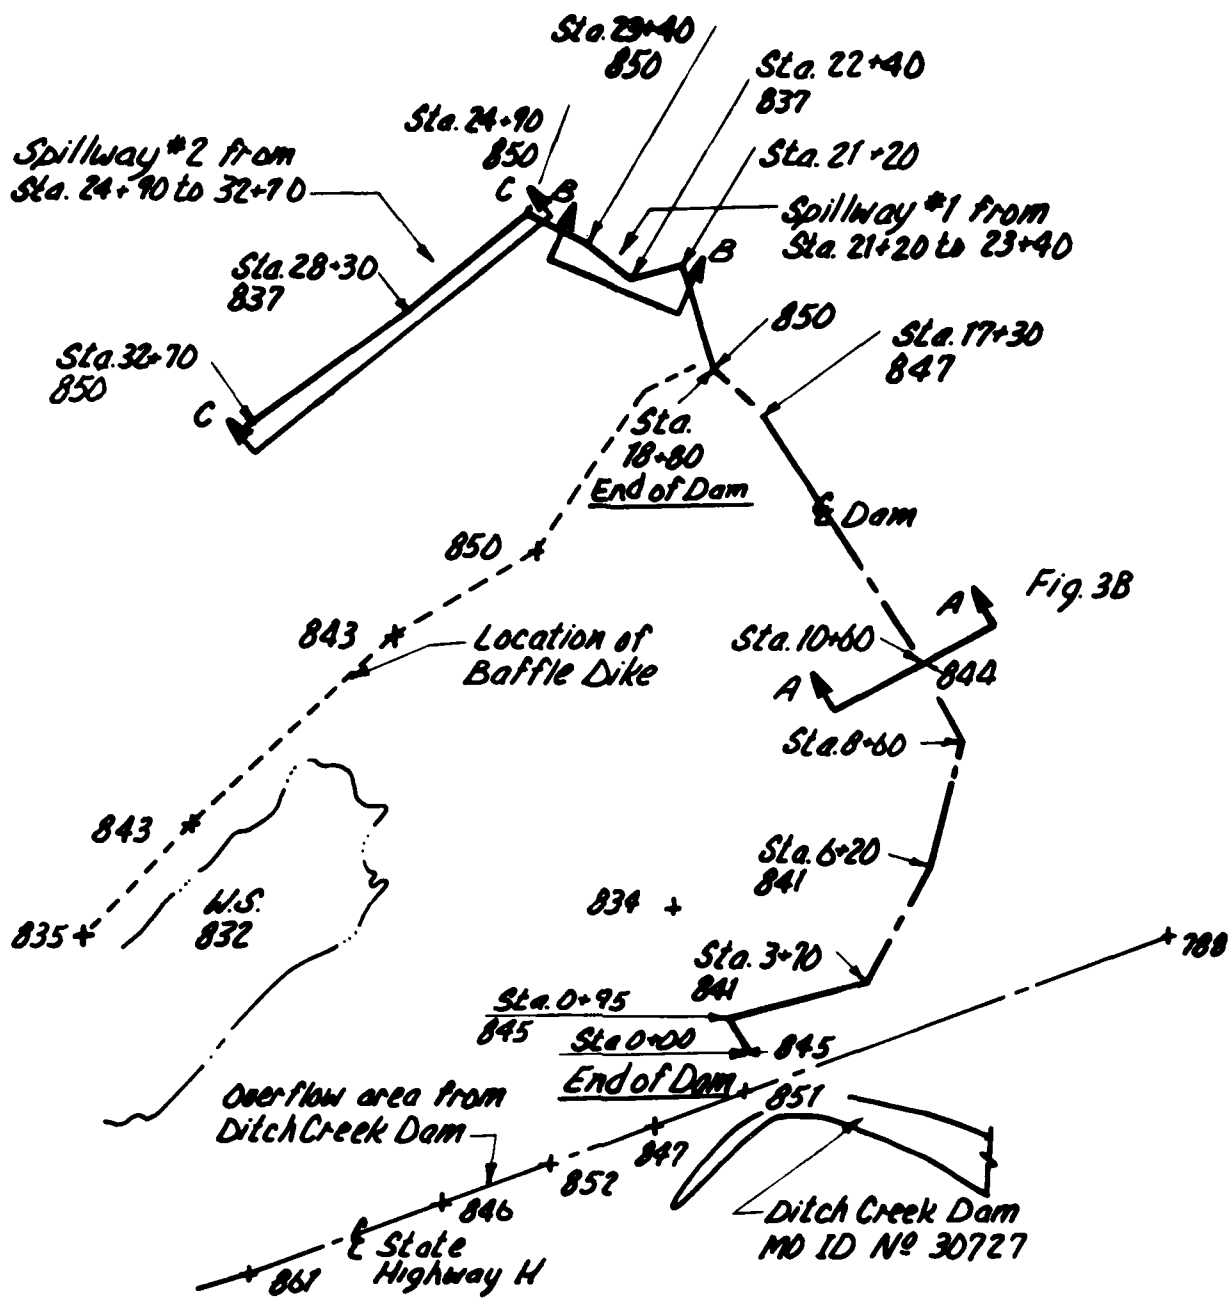 Sta. 23+40
850
Sta. 22+40
837
Sta. 24+90
850
Sta. 21+20
Spillway #2 from
Sta. 24+90 to 32+70
C
B
Spillway #1 from
Sta. 21+20 to 23+40
B
Sta. 28+30
837
850
Sta. 17+30
847
Sta. 32+70
850
C
Sta.
18+80
End of Dam
℄ Dam
850
Fig. 3B
A
843
Location of
Baffle Dike
Sta. 10+60
844
A
Sta. 8+60
843
Sta. 6+20
841
W.S.
832
834
835
Sta. 3+70
841
788
Sta. 0+95
845
Sta 0+00
845
End of Dam
Overflow area from
Ditch Creek Dam
851
847
852
846
Ditch Creek Dam
MO ID Nº 30727
℄ State
Highway H
861